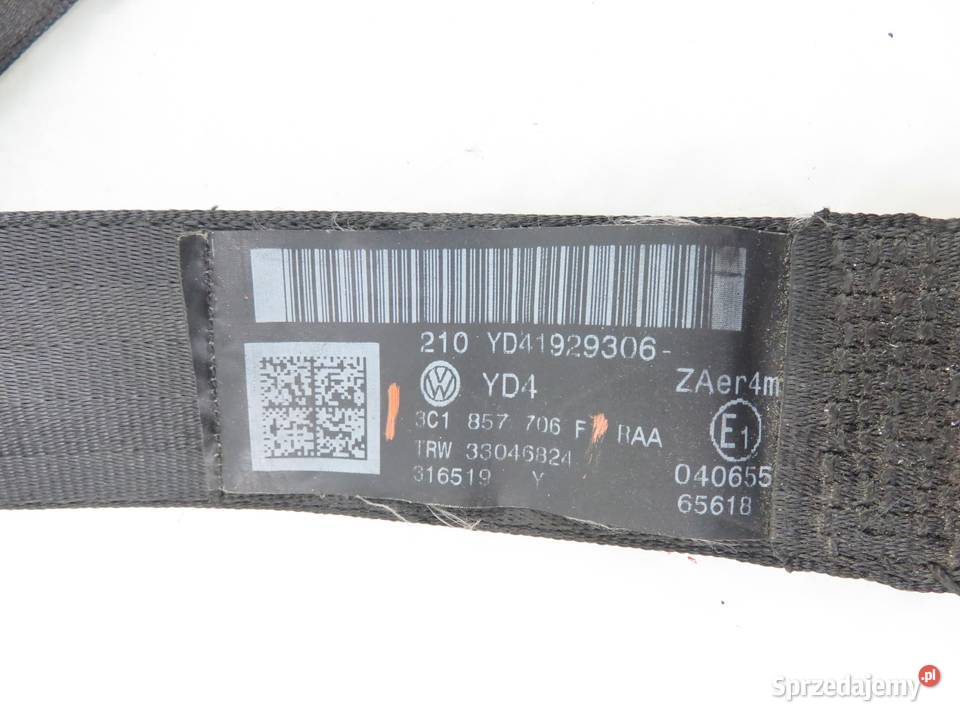 210 YD41929306-
YD4 ZAer4m
3C1 857 706 F RAA E1
TRW 33046824
316519 Y 040655
65618
Sprzedajemy.pl